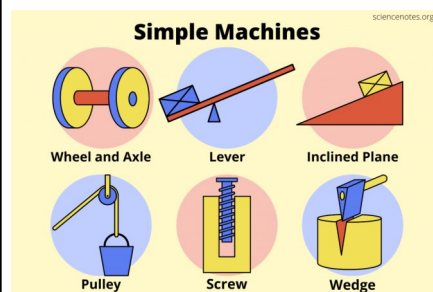 sciencenotes.org
Simple Machines
Wheel and Axle Lever Inclined Plane
Pulley Screw Wedge